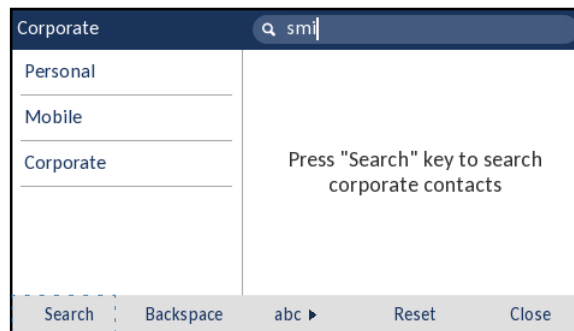 Corporate smi
Personal
Mobile
Corporate
Press "Search" key to search
corporate contacts
Search Backspace abc Reset Close